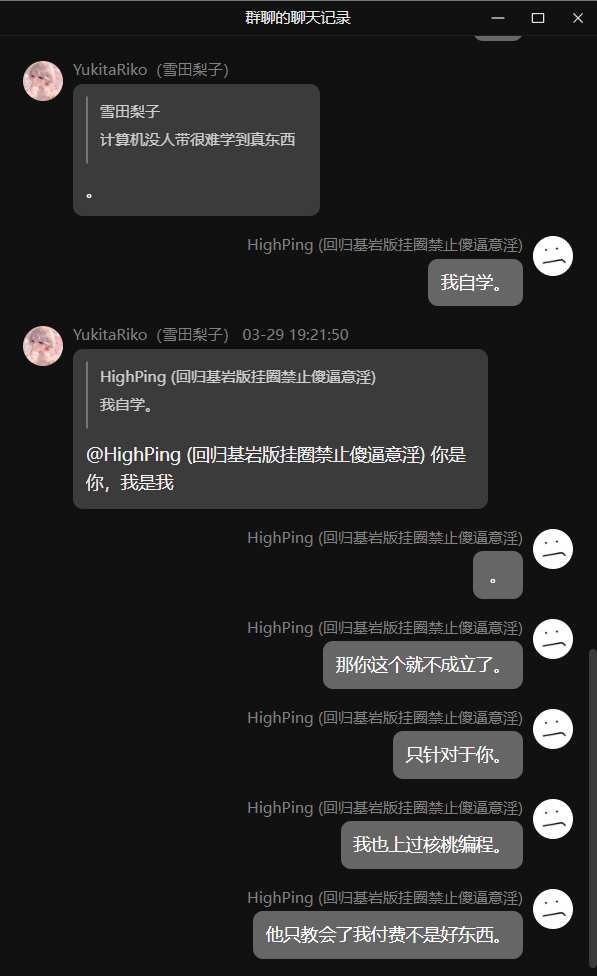 群聊的聊天记录
YukitaRiko（雪田梨子）
雪田梨子
计算机没人带很难学到真东西
。
HighPing (回归基岩版挂圈禁止傻逼意淫)
我自学。
YukitaRiko（雪田梨子） 03-29 19:21:50
HighPing (回归基岩版挂圈禁止傻逼意淫)
我自学。
@HighPing (回归基岩版挂圈禁止傻逼意淫) 你是
你，我是我
HighPing (回归基岩版挂圈禁止傻逼意淫)
。
HighPing (回归基岩版挂圈禁止傻逼意淫)
那你这个就不成立了。
HighPing (回归基岩版挂圈禁止傻逼意淫)
只针对于你。
HighPing (回归基岩版挂圈禁止傻逼意淫)
我也上过核桃编程。
HighPing (回归基岩版挂圈禁止傻逼意淫)
他只教会了我付费不是好东西。